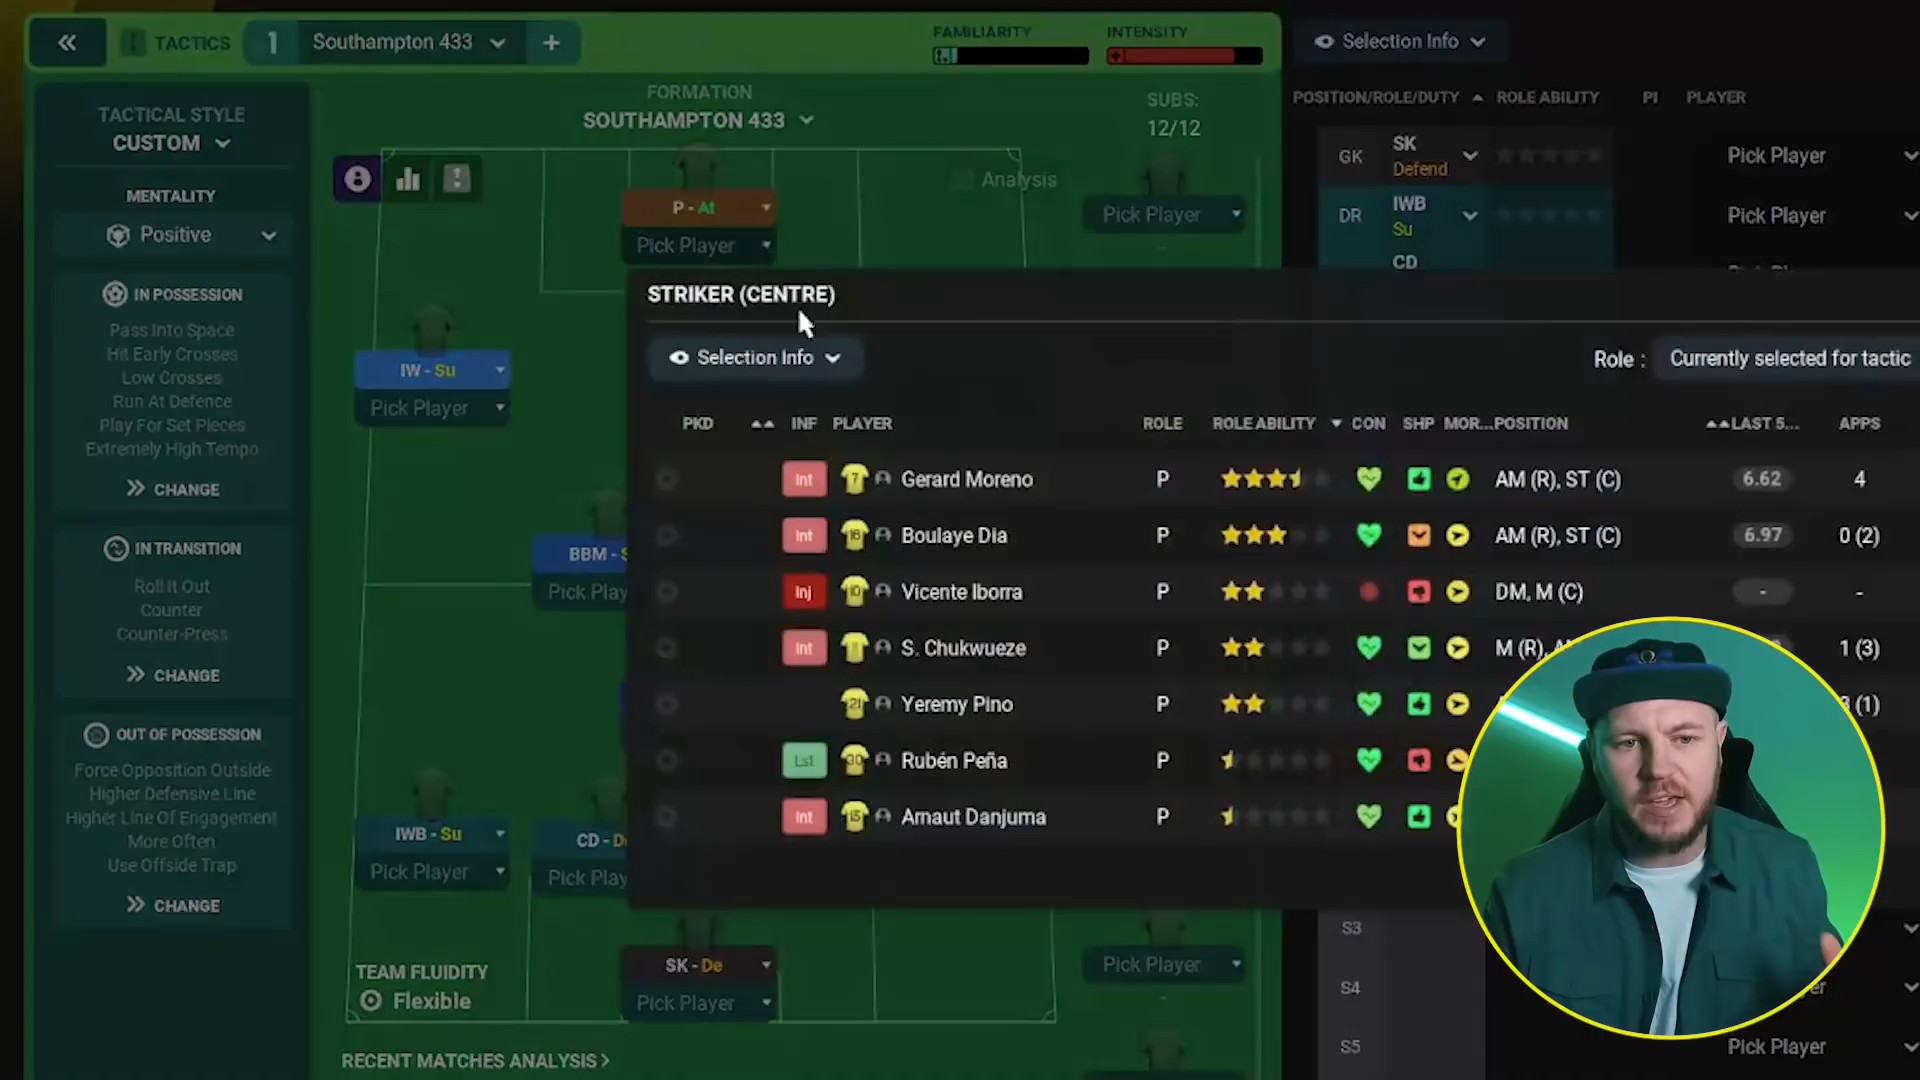 TACTICS
1
Southampton 433
+
FAMILIARITY
INTENSITY
Selection Info
TACTICAL STYLE
CUSTOM
MENTALITY
Positive
IN POSSESSION
Pass Into Space
Hit Early Crosses
Low Crosses
Run At Defence
Play For Set Pieces
Extremely High Tempo
CHANGE
IN TRANSITION
Roll It Out
Counter
Counter-Press
CHANGE
OUT OF POSSESSION
Force Opposition Outside
Higher Defensive Line
Higher Line Of Engagement
More Often
Use Offside Trap
CHANGE
FORMATION
SOUTHAMPTON 433
SUBS:
12/12
Analysis
P - At
Pick Player
Pick Player
IW - Su
Pick Player
BBM - S
Pick Play
IWB - Su
Pick Player
CD - De
Pick Play
SK - De
Pick Player
Pick Player
TEAM FLUIDITY
Flexible
RECENT MATCHES ANALYSIS
POSITION/ROLE/DUTY ROLE ABILITY PI PLAYER
GK SK Defend Pick Player
DR IWB Su Pick Player
CD
STRIKER (CENTRE)
Selection Info
Role : Currently selected for tactic
PKD INF PLAYER ROLE ROLE ABILITY CON SHP MOR... POSITION LAST 5... APPS
Int 7 Gerard Moreno P AM (R), ST (C) 6.62 4
Int 16 Boulaye Dia P AM (R), ST (C) 6.97 0 (2)
Inj 10 Vicente Iborra P DM, M (C) - -
Int 11 S. Chukwueze P M (R), 1 (3)
21 Yeremy Pino P (1)
Lst 30 Rubén Peña P
Int 15 Arnaut Danjuma P
S3
S4
S5 Pick Player